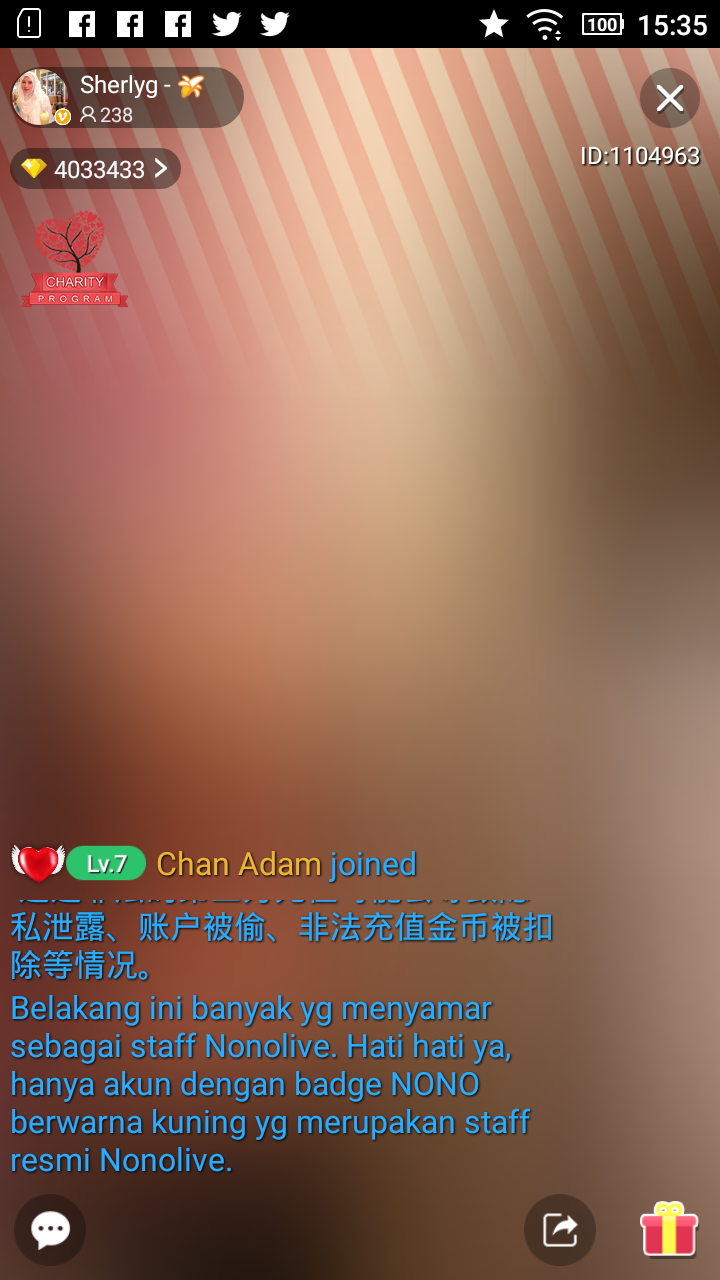 100
15:35
Sherlyg -
238
ID:1104963
4033433
CHARITY
PROGRAM
Lv.7 Chan Adam joined
私泄露、账户被偷、非法充值金币被扣
除等情况。
Belakang ini banyak yg menyamar
sebagai staff Nonolive. Hati hati ya,
hanya akun dengan badge NONO
berwarna kuning yg merupakan staff
resmi Nonolive.